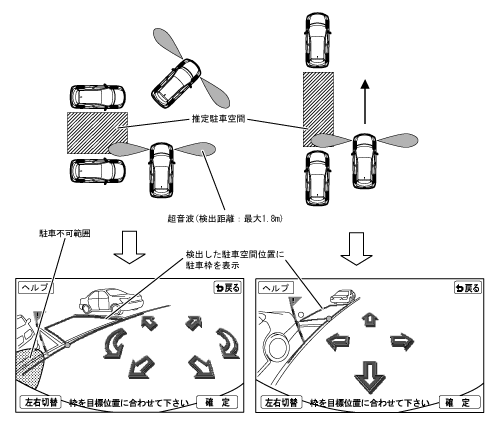 推定駐車空間
超音波(検出距離：最大1.8m)
駐車不可範囲
検出した駐車空間位置に
駐車枠を表示
ヘルプ
戻る
左右切替
枠を目標位置に合わせて下さい
確 定
ヘルプ
戻る
左右切替
枠を目標位置に合わせて下さい
確 定